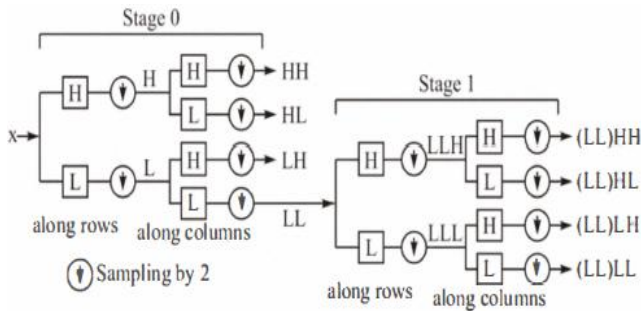 Stage 0
H
H
H
HH
L
HL
Stage 1
x
L
L
H
LH
L
LL
H
LLH
H
(LL)HH
L
(LL)HL
L
LLL
H
(LL)LH
L
(LL)LL
along rows
along columns
Sampling by 2
along rows
along columns